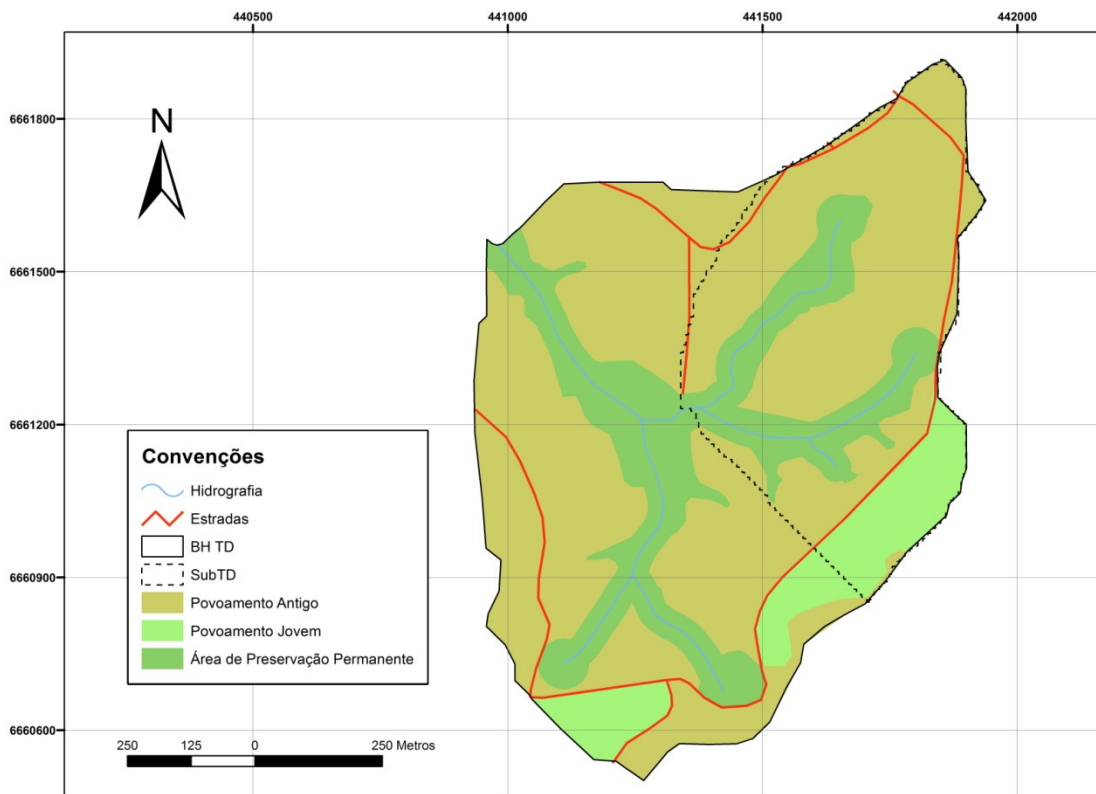 440500 441000 441500 442000
6661800
N
6661500
6661200
Convenções
Hidrografia
Estradas
BH TD
SubTD
Povoamento Antigo
Povoamento Jovem
Área de Preservação Permanente
6660900
6660600
250 125 0 250 Metros